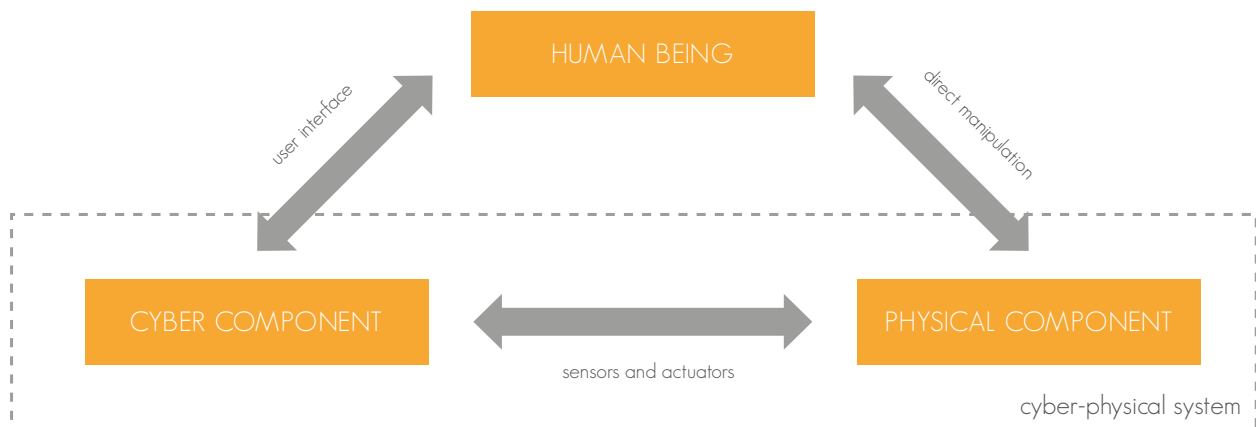 HUMAN BEING
user interface
direct manipulation
CYBER COMPONENT
PHYSICAL COMPONENT
sensors and actuators
cyber-physical system